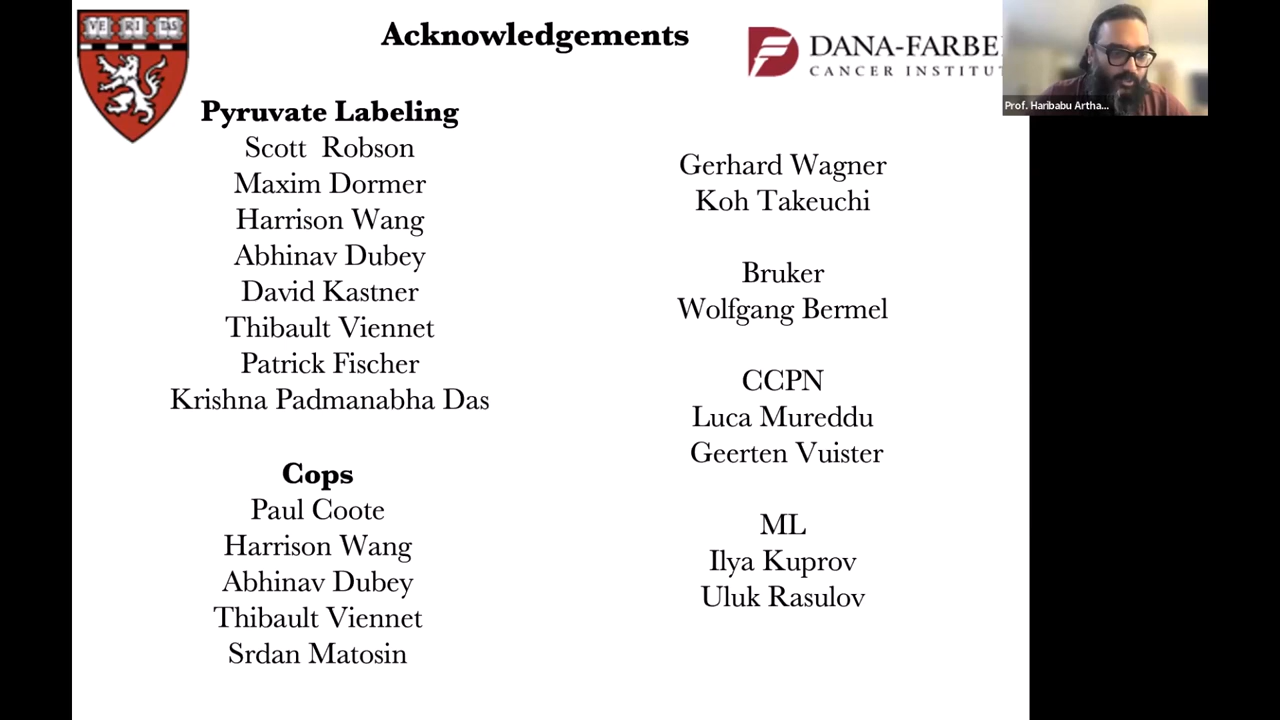 VE RI TAS
Acknowledgements
DANA-FARBE
CANCER INSTITU
Prof. Haribabu Artha...
Pyruvate Labeling
Scott Robson
Maxim Dormer
Harrison Wang
Abhinav Dubey
David Kastner
Thibault Viennet
Patrick Fischer
Krishna Padmanabha Das
Cops
Paul Coote
Harrison Wang
Abhinav Dubey
Thibault Viennet
Srdan Matosin
Gerhard Wagner
Koh Takeuchi
Bruker
Wolfgang Bermel
CCPN
Luca Mureddu
Geerten Vuister
ML
Ilya Kuprov
Uluk Rasulov